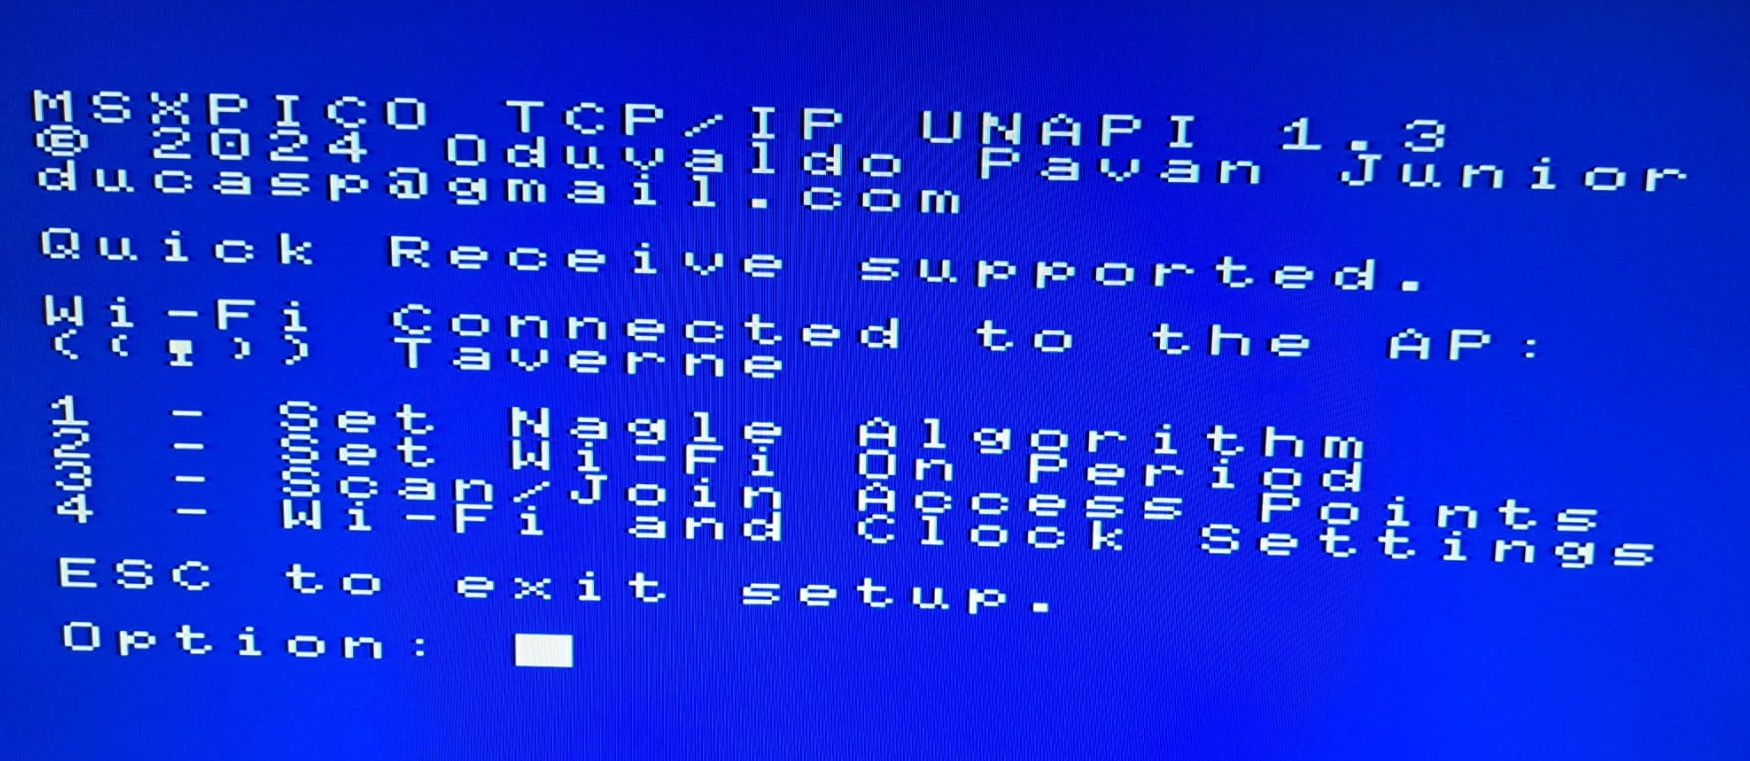 MSXPICO TCP/IP UNAPI 1.3
© 2024 Oduvaldo Pavan Junior
ducasp@gmail.com
Quick Receive supported.
Wi-Fi Connected to the AP:
Taverne
1 - Set Nagle Algorithm
2 - Set Wi-Fi On Period
3 - Scan/Join Access Points
4 - Wi-Fi and Clock Settings
ESC to exit setup.
Option: